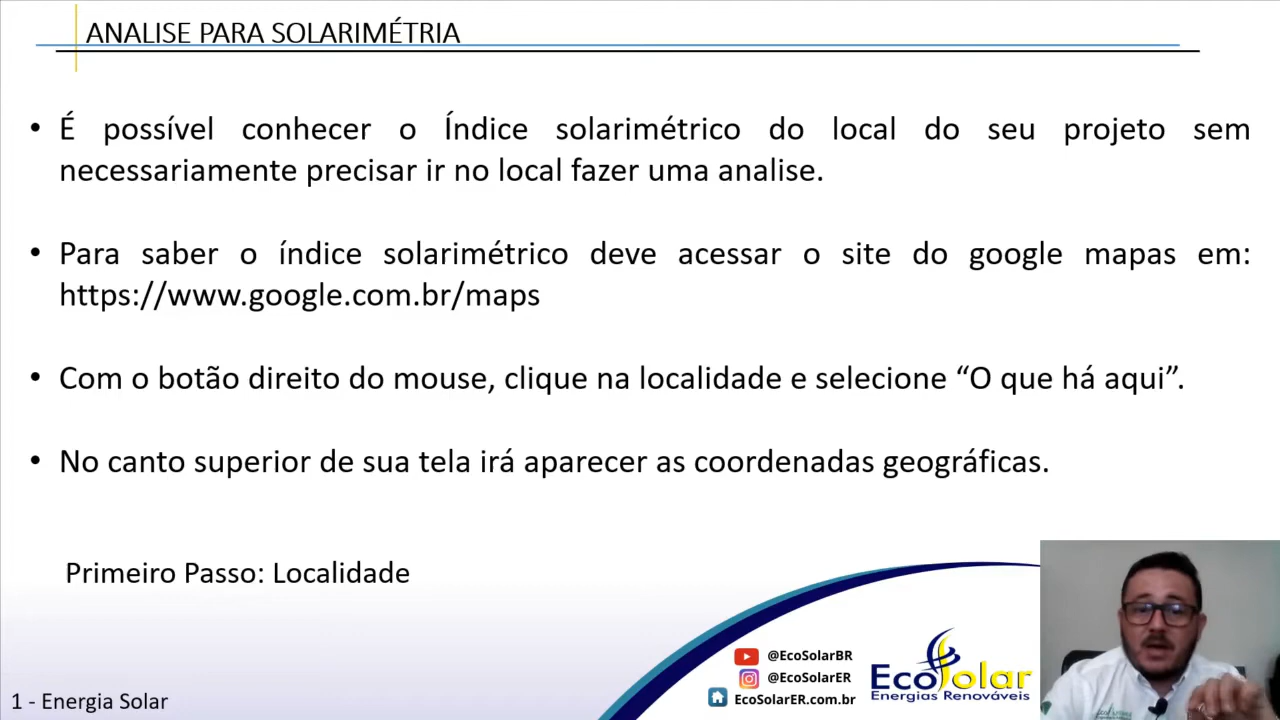 ANALISE PARA SOLARIMÉTRIA
• É possível conhecer o Índice solarimétrico do local do seu projeto sem
necessariamente precisar ir no local fazer uma analise.
• Para saber o índice solarimétrico deve acessar o site do google mapas em:
https://www.google.com.br/maps
• Com o botão direito do mouse, clique na localidade e selecione “O que há aqui”.
• No canto superior de sua tela irá aparecer as coordenadas geográficas.
Primeiro Passo: Localidade
@EcoSolarBR
@EcoSolarER
EcoSolarER.com.br
EcoSolar
Energias Renováveis
1 - Energia Solar